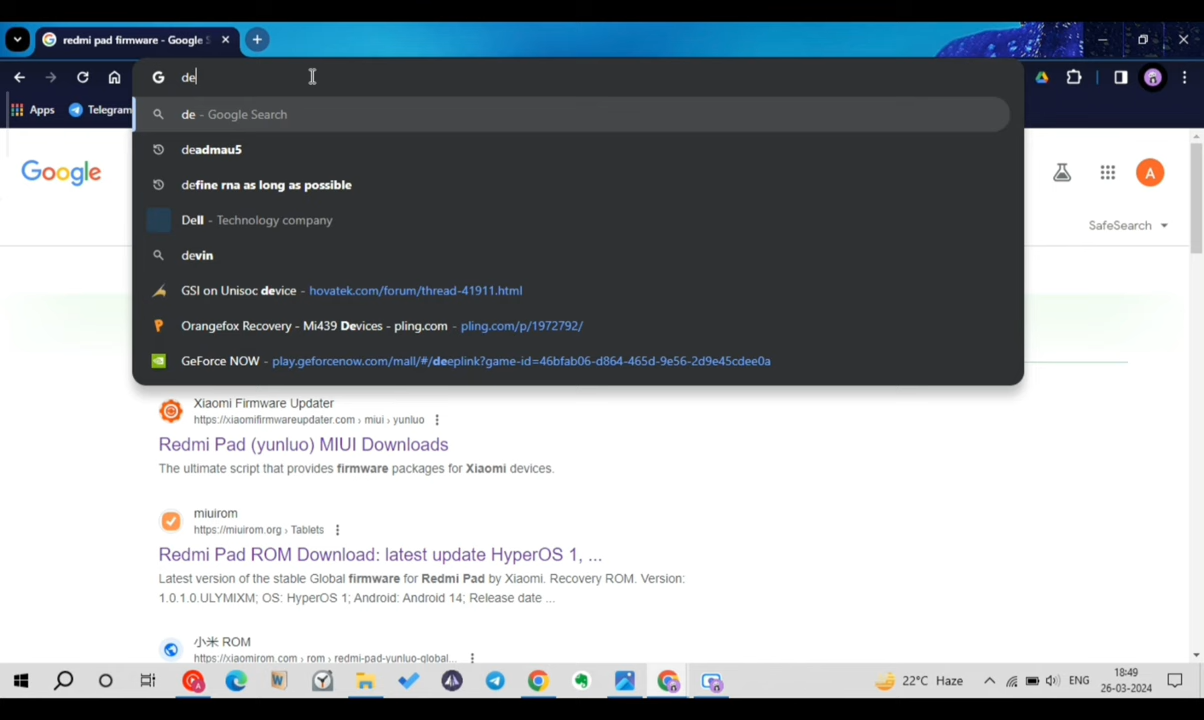 redmi pad firmware - Google S
de
Apps
Telegram
de - Google Search
deadmau5
define rna as long as possible
Dell - Technology company
devin
GSI on Unisoc device - hovatek.com/forum/thread-41911.html
Orangefox Recovery - Mi439 Devices - pling.com - pling.com/p/1972792/
GeForce NOW - play.geforcenow.com/mall/#/deeplink?game-id=46bfab06-d864-465d-9e56-2d9e45cdee0a
Google
A
SafeSearch
Xiaomi Firmware Updater
https://xiaomifirmwareupdater.com › miui › yunluo
Redmi Pad (yunluo) MIUI Downloads
The ultimate script that provides firmware packages for Xiaomi devices.
miuirom
https://miuirom.org › Tablets
Redmi Pad ROM Download: latest update HyperOS 1, ...
Latest version of the stable Global firmware for Redmi Pad by Xiaomi. Recovery ROM. Version:
1.0.1.0.ULYMIXM; OS: HyperOS 1; Android: Android 14; Release date ...
小米 ROM
https://xiaomirom.com › rom › redmi-pad-yunluo-global...
22°C Haze
ENG
18:49
26-03-2024